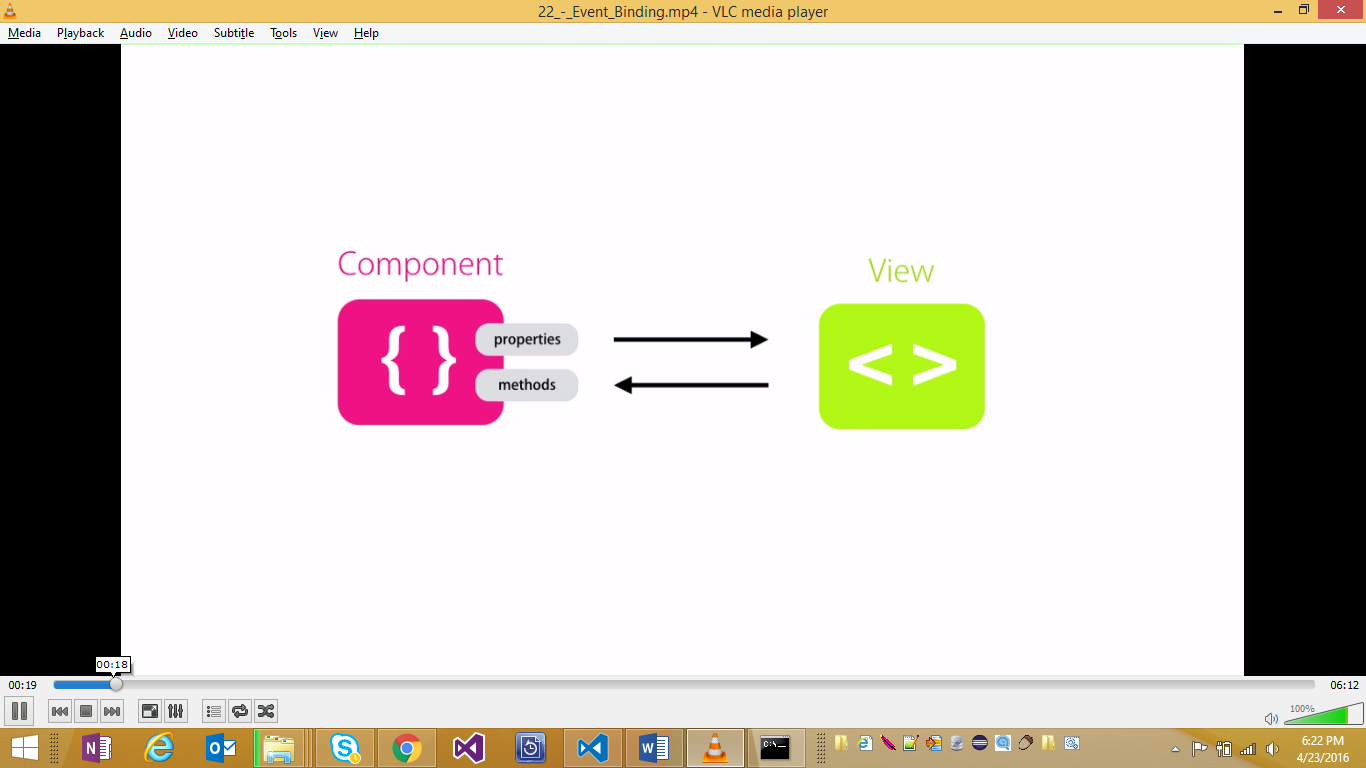 22_-_Event_Binding.mp4 - VLC media player
Media Playback Audio Video Subtitle Tools View Help
Component
View
{ }
properties
< >
methods
00:18
00:19
06:12
100%
N
S
W
C:\_
6:22 PM
4/23/2016